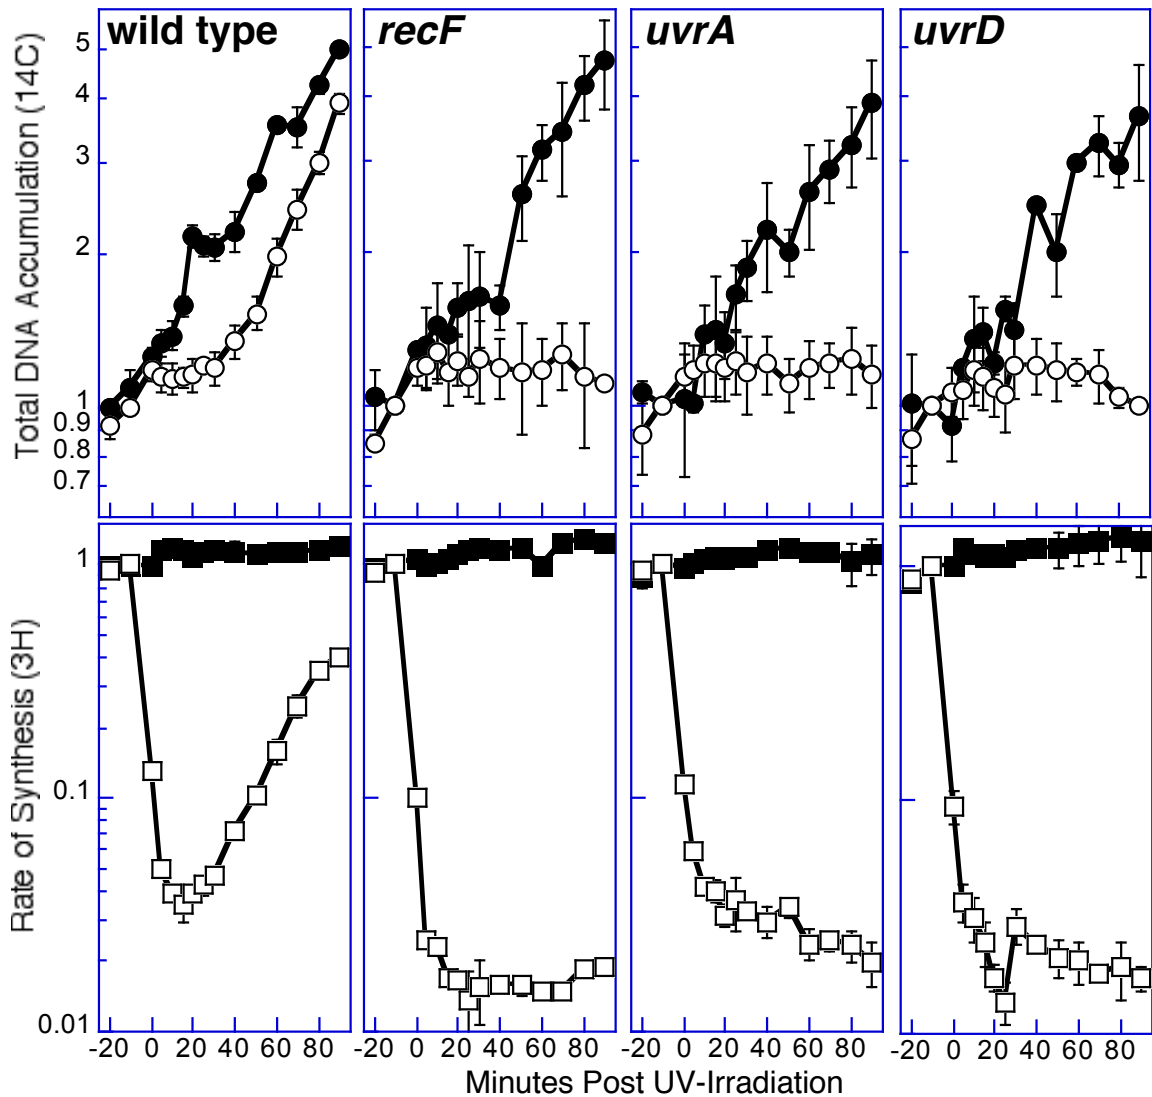 wild type recF uvrA uvrD
Total DNA Accumulation (14C)
5
4
3
2
1
0.9
0.8
0.7
Rate of Synthesis (3H)
1
0.1
0.01
-20 0 20 40 60 80 -20 0 20 40 60 80 -20 0 20 40 60 80 -20 0 20 40 60 80
Minutes Post UV-Irradiation